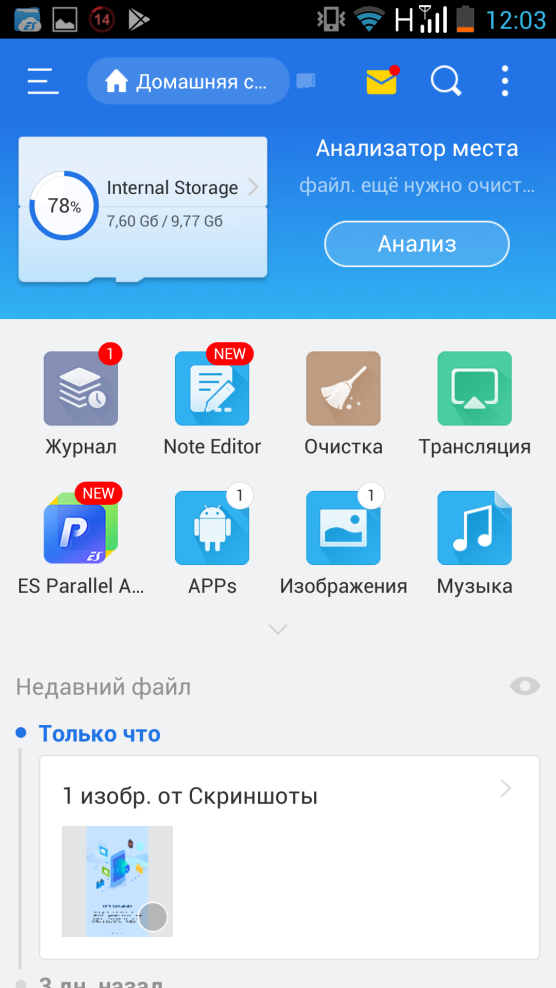 ES
14
H
12:03
Домашняя с...
Анализатор места
78%
Internal Storage
файл. ещё нужно очист...
7,60 Gб / 9,77 Gб
Анализ
1
NEW
Журнал
Note Editor
Очистка
Трансляция
NEW
1
1
P
ES
ES Parallel A...
APPs
Изображения
Музыка
Недавний файл
Только что
1 изобр. от Скриншоты
3 дн. назад